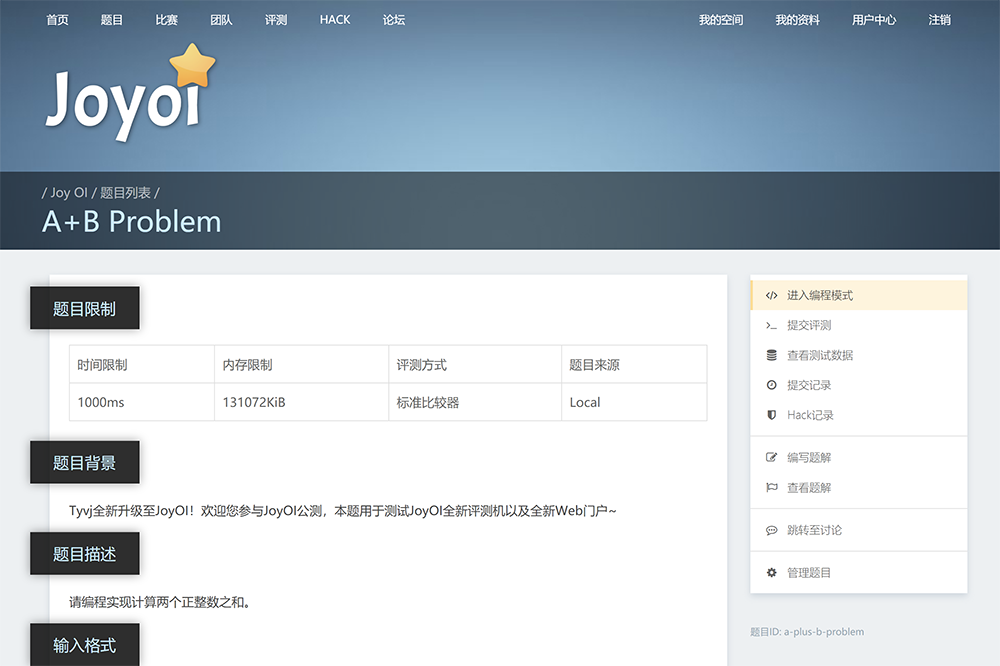 首页 题目 比赛 团队 评测 HACK 论坛 我的空间 我的资料 用户中心 注销
Joyoi
/ Joy OI / 题目列表 /
A+B Problem
题目限制
时间限制 内存限制 评测方式 题目来源
1000ms 131072KiB 标准比较器 Local
题目背景
Tyvj全新升级至JoyOI！欢迎您参与JoyOI公测，本题用于测试JoyOI全新评测机以及全新Web门户~
题目描述
请编程实现计算两个正整数之和。
输入格式
进入编程模式
提交评测
查看测试数据
提交记录
Hack记录
编写题解
查看题解
跳转至讨论
管理题目
题目ID: a-plus-b-problem